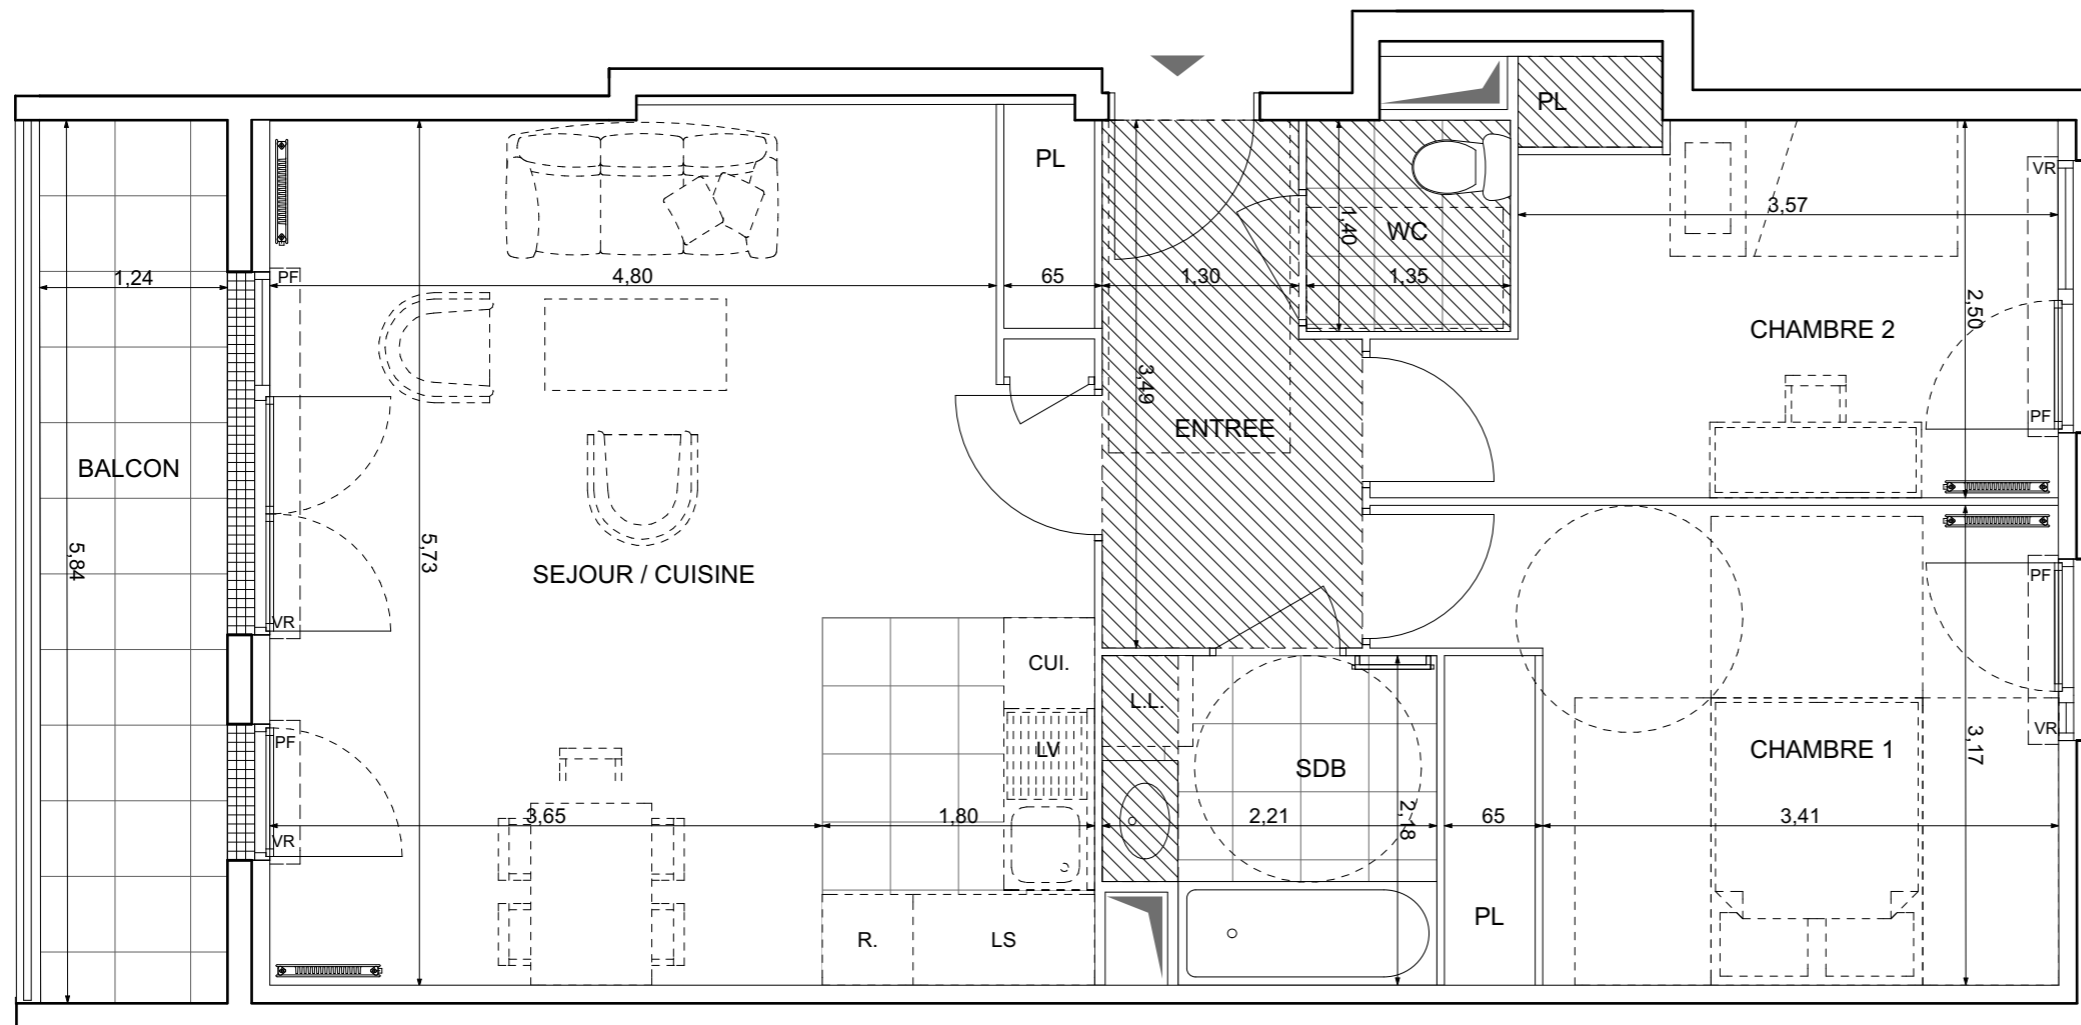 PL
PL
VR
3,57
1,40
WC
PF
4,80
65
1,30
1,35
1,24
2,50
CHAMBRE 2
3,49
ENTREE
PF
BALCON
5,84
5,73
SEJOUR / CUISINE
PF
VR
CUI.
L.L.
VR
PF
LV
SDB
CHAMBRE 1
3,17
3,65
1,80
2,21
2,18
65
3,41
VR
PL
R.
LS